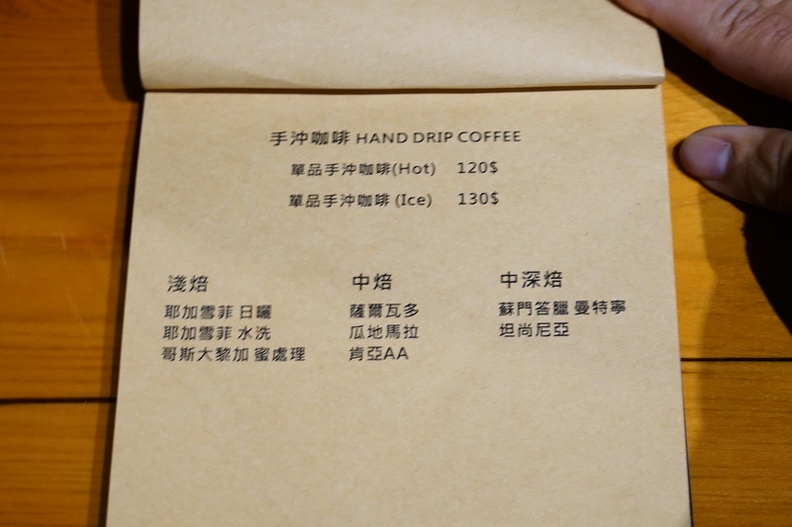 手沖咖啡 HAND DRIP COFFEE
單品手沖咖啡(Hot) 120$
單品手沖咖啡 (Ice) 130$
淺焙
耶加雪菲 日曬
耶加雪菲 水洗
哥斯大黎加 蜜處理
中焙
薩爾瓦多
瓜地馬拉
肯亞AA
中深焙
蘇門答臘 曼特寧
坦尚尼亞